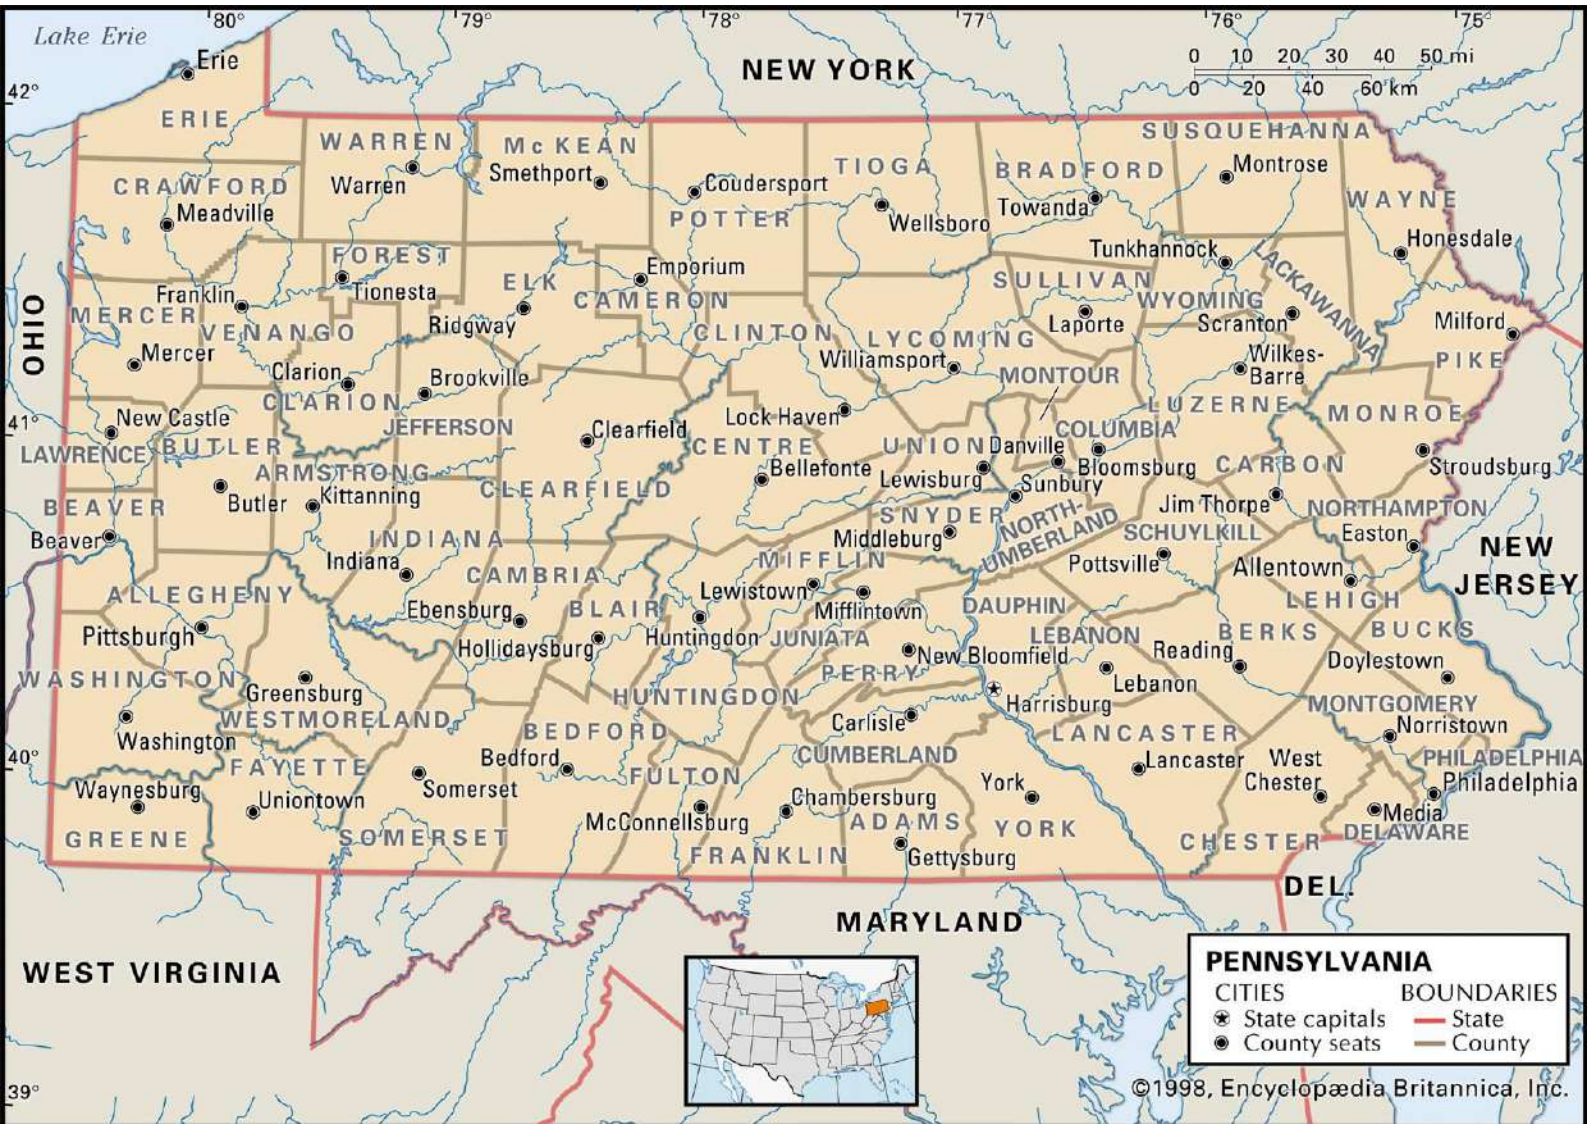 80°
79°
78°
77°
76°
75°
Lake Erie
Erie
NEW YORK
0 10 20 30 40 50 mi
0 20 40 60 km
42°
ERIE
WARREN
McKEAN
SUSQUEHANNA
Warren
Smethport
Coudersport
TIOGA
BRADFORD
Montrose
CRAWFORD
Meadville
POTTER
Wellsboro
Towanda
WAYNE
FOREST
Tionesta
Emporium
Tunkhannock
LACKAWANNA
Honesdale
OHIO
Franklin
MERCER
VENANGO
ELK
CAMERON
Ridgway
CLINTON
SULLIVAN
WYOMING
Laporte
Scranton
Milford
Mercer
LYCOMING
Williamsport
Wilkes-
Barre
PIKE
Clarion
Brookville
MONTOUR
CLARION
41°
New Castle
JEFFERSON
Clearfield
Lock Haven
LUZERNE
MONROE
LAWRENCE
BUTLER
CENTRE
UNION
Danville
COLUMBIA
ARMSTRONG
Kittanning
Bellefonte
Lewisburg
Bloomsburg
CARBON
Stroudsburg
Butler
CLEARFIELD
Sunbury
Jim Thorpe
BEAVER
SNYDER
NORTH-
UMBERLAND
NORTHAMPTON
Beaver
INDIANA
Middleburg
SCHUYLKILL
Easton
NEW
JERSEY
Indiana
MIFFLIN
Pottsville
Allentown
CAMBRIA
ALLEGHENY
Ebensburg
BLAIR
Lewistown
Mifflintown
DAUPHIN
LEHIGH
Pittsburgh
Hollidaysburg
Huntingdon
JUNIATA
LEBANON
BERKS
BUCKS
New Bloomfield
Reading
Doylestown
WASHINGTON
Greensburg
HUNTINGDON
PERRY
Lebanon
Harrisburg
MONTGOMERY
WESTMORELAND
Washington
BEDFORD
Carlisle
LANCASTER
Norristown
40°
FAYETTE
Bedford
CUMBERLAND
Lancaster
West
Chester
PHILADELPHIA
Philadelphia
FULTON
Waynesburg
Uniontown
Somerset
York
Chambersburg
McConnellsburg
Media
GREENE
SOMERSET
ADAMS
YORK
CHESTER
DELAWARE
FRANKLIN
Gettysburg
DEL.
MARYLAND
WEST VIRGINIA
PENNSYLVANIA
CITIES
BOUNDARIES
State capitals
State
County seats
County
39°
©1998, Encyclopædia Britannica, Inc.